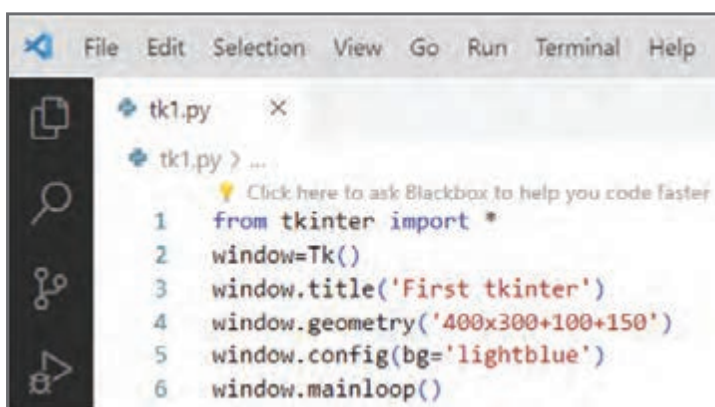 File Edit Selection View Go Run Terminal Help
tk1.py ×
tk1.py > ...
Click here to ask Blackbox to help you code faster
1 from tkinter import *
2 window=Tk()
3 window.title('First tkinter')
4 window.geometry('400x300+100+150')
5 window.config(bg='lightblue')
6 window.mainloop()